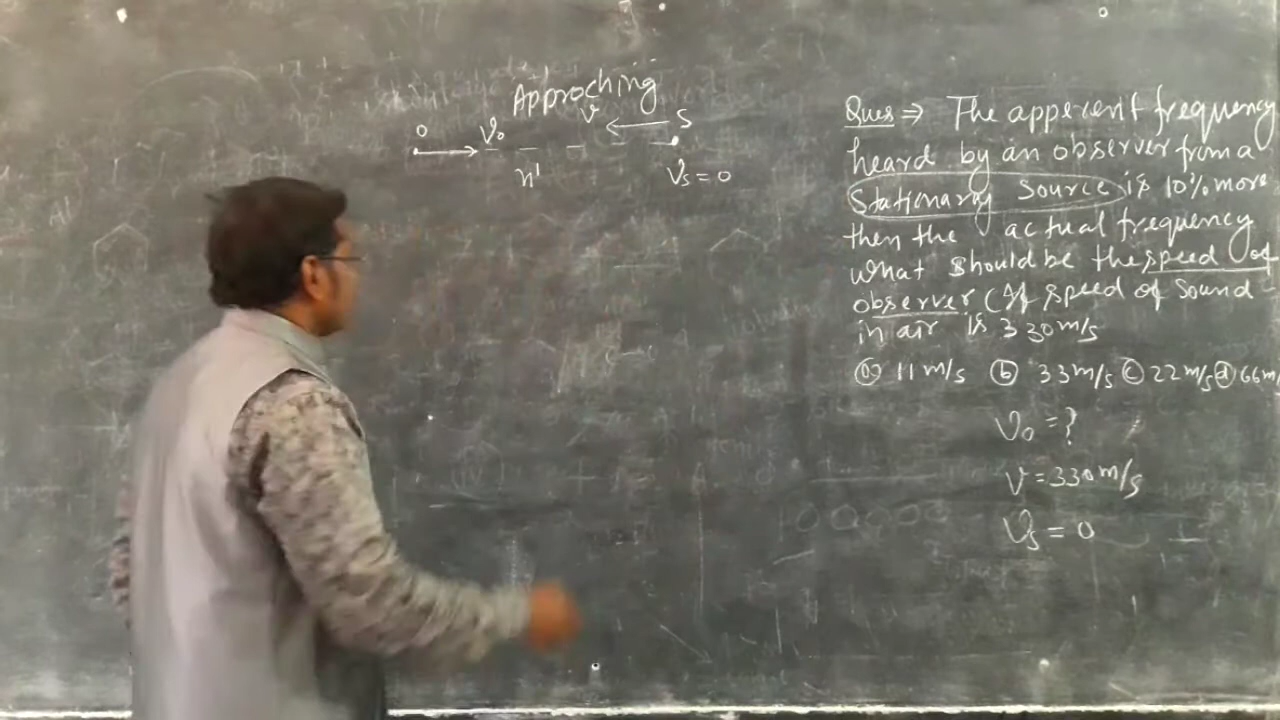 Approching
O V₀ V S
n' Vs = 0
Ques ⇒ The apperent frequency
heard by an observer from a
Stationary Source is 10% more
then the actual frequency
what should be the speed of
observer (If speed of Sound
in air is 330 m/s
(a) 11 m/s (b) 33 m/s (c) 22 m/s (d) 66 m/
V₀ = ?
V = 330 m/s
Vs = 0